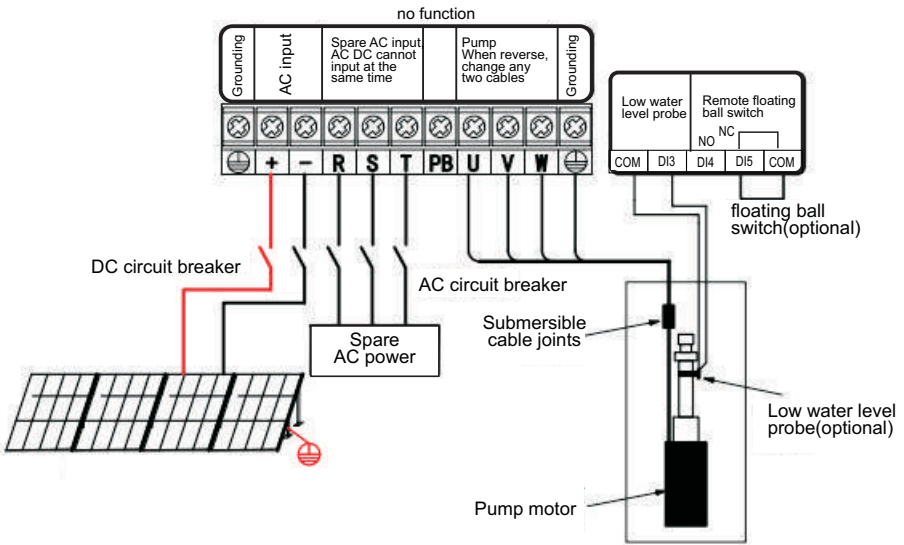 no function
Grounding
AC input
Spare AC input,
AC DC cannot
input at the
same time
Pump
When reverse,
change any
two cables
Grounding
+ - R S T PB U V W
Low water
level probe
Remote floating
ball switch
NO NC
COM DI3 DI4 DI5 COM
floating ball
switch(optional)
DC circuit breaker
AC circuit breaker
Spare
AC power
Submersible
cable joints
Low water level
probe(optional)
Pump motor